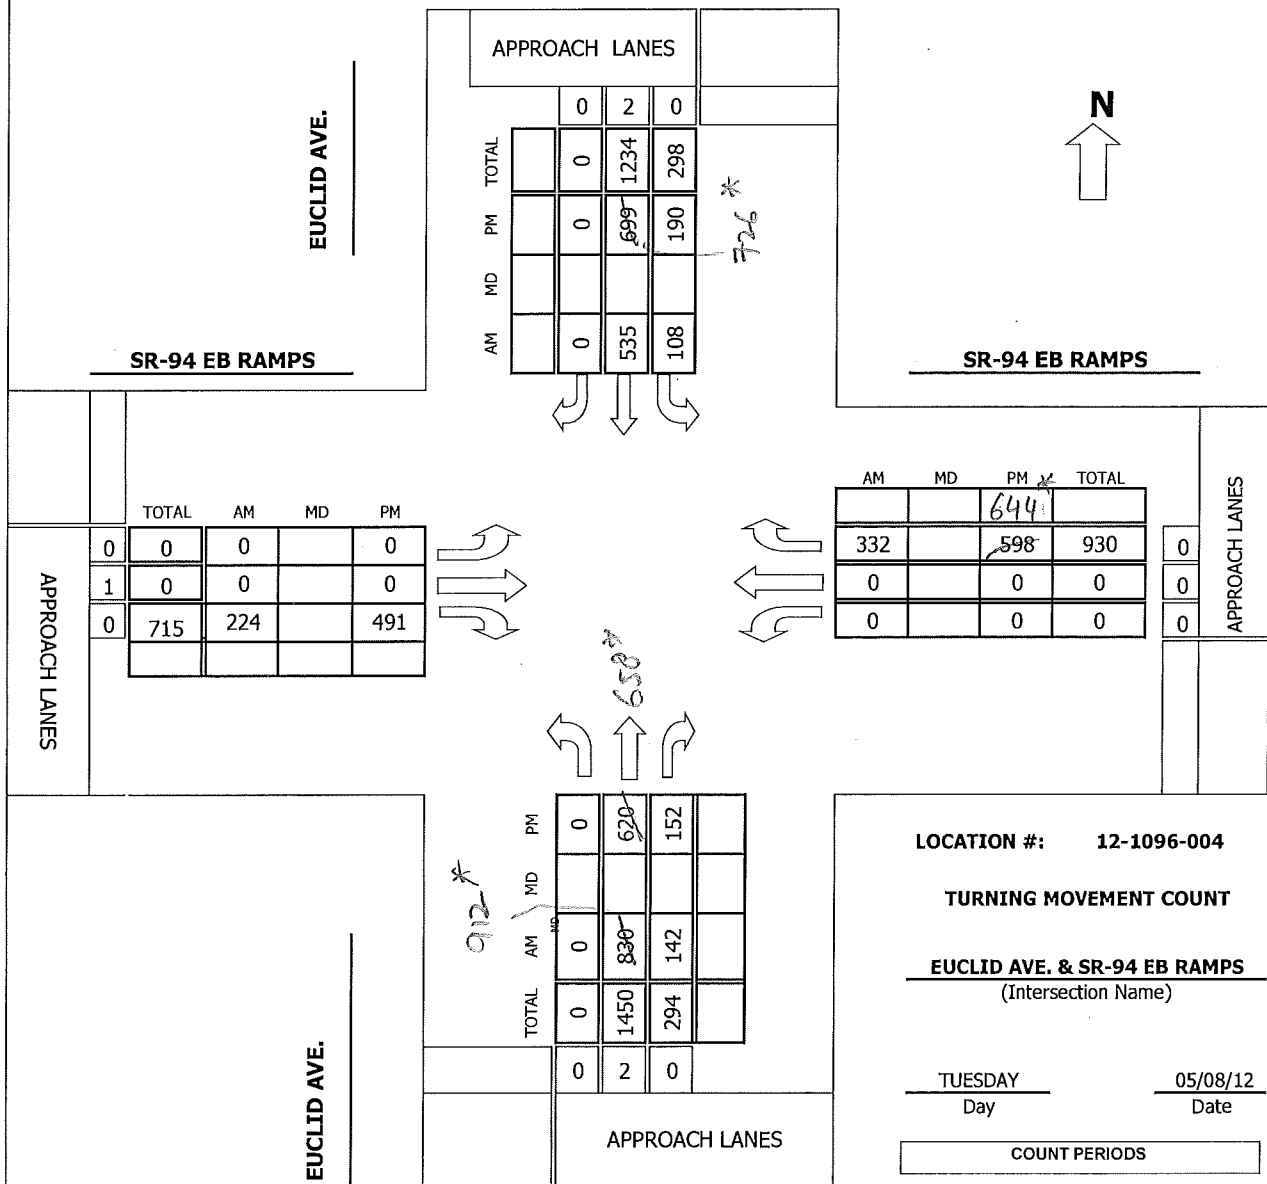 APPROACH LANES
0 2 0
EUCLID AVE.
N
TOTAL 0 1234 298
PM 0 699 190
726 *
MD
AM 0 535 108
SR-94 EB RAMPS
SR-94 EB RAMPS
TOTAL AM MD PM
0 0 0 0
1 0 0 0
0 715 224 491
APPROACH LANES
AM MD PM * TOTAL
644
332 598 930 0
0 0 0 0
0 0 0 0
APPROACH LANES
658*
PM 0 620 152
MD
912 *
AM MD 0 830 142
TOTAL 0 1450 294
0 2 0
APPROACH LANES
EUCLID AVE.
LOCATION #: 12-1096-004
TURNING MOVEMENT COUNT
EUCLID AVE. & SR-94 EB RAMPS
(Intersection Name)
TUESDAY 05/08/12
Day Date
COUNT PERIODS